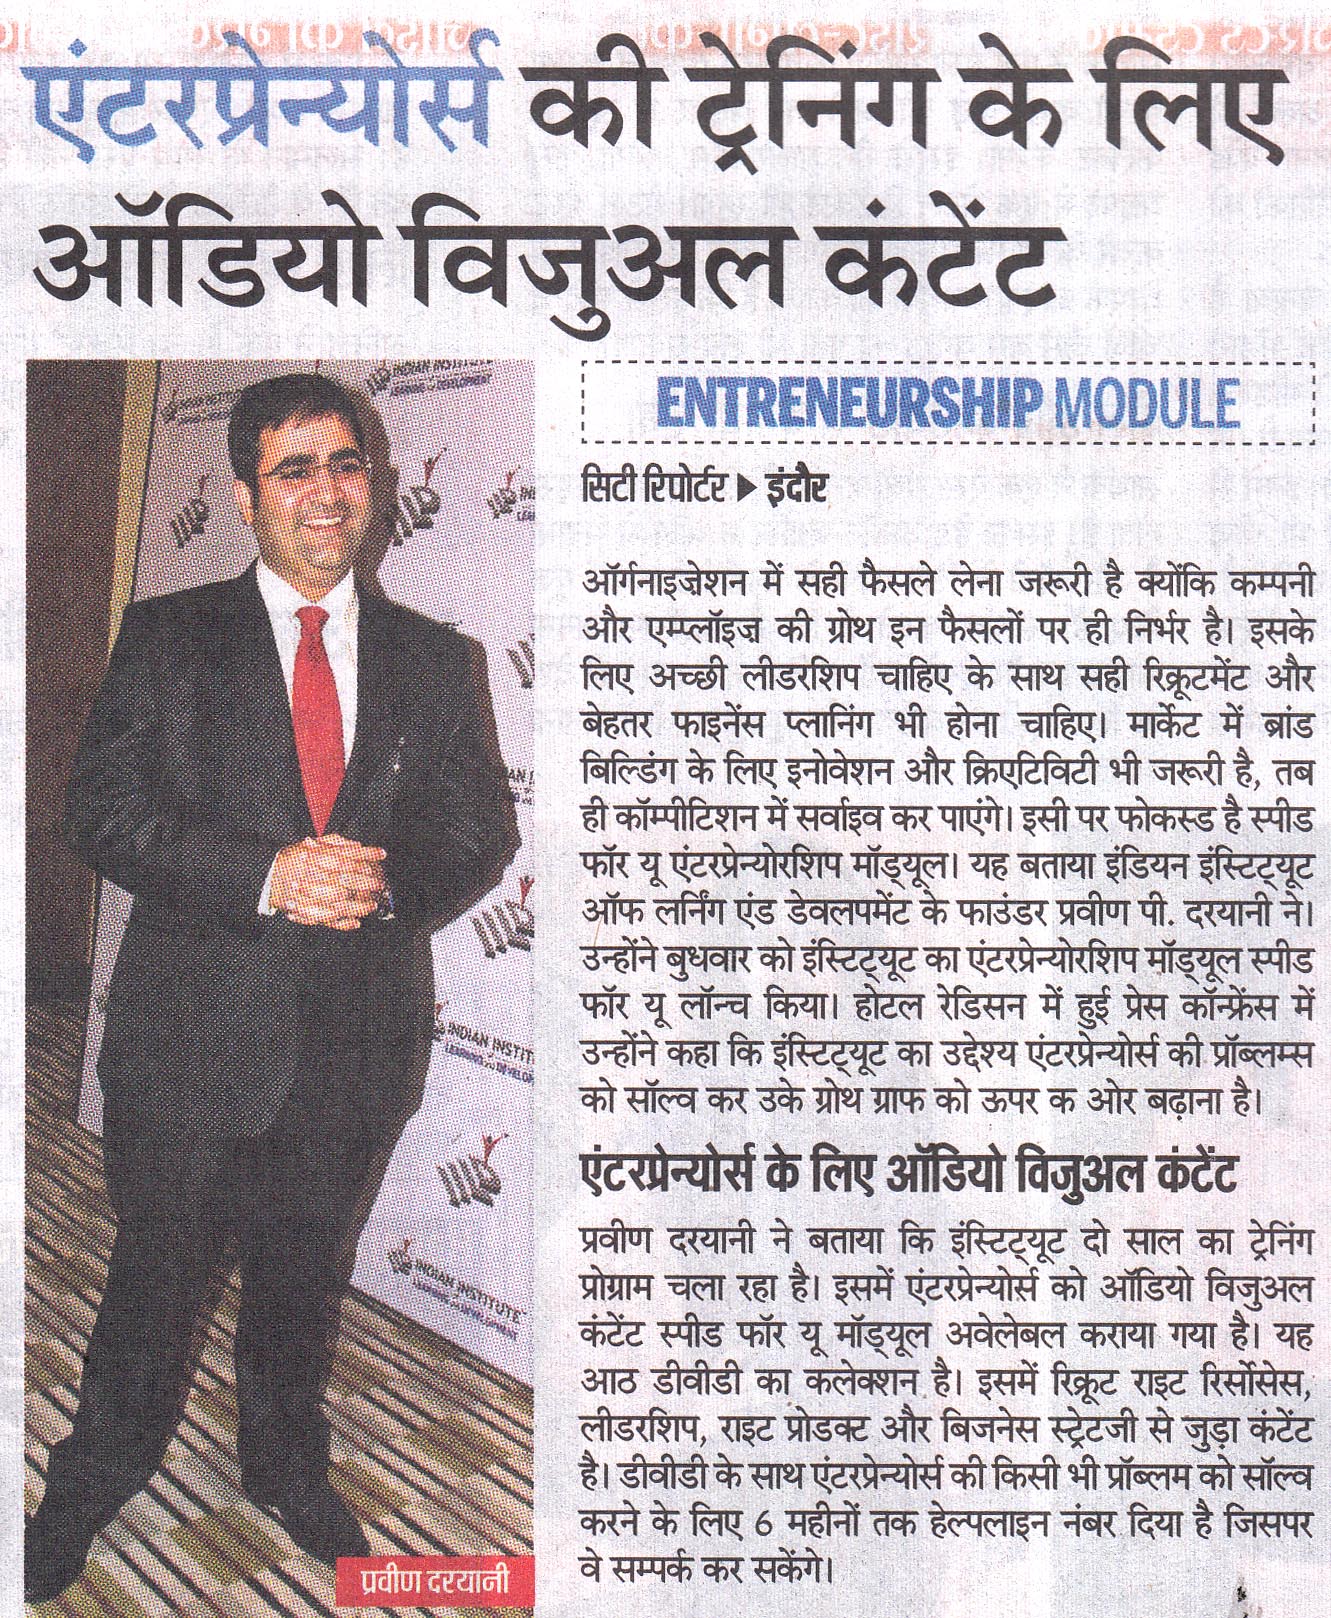 एंटरप्रेन्योर्स की ट्रेनिंग के लिए
ऑडियो विजुअल कंटेंट
ENTRENEURSHIP MODULE
सिटी रिपोर्टर ▶ इंदौर
ऑर्गनाइज़ेशन में सही फैसले लेना जरूरी है क्योंकि कम्पनी
और एम्प्लॉइज़ की ग्रोथ इन फैसलों पर ही निर्भर है। इसके
लिए अच्छी लीडरशिप चाहिए के साथ सही रिक्रूटमेंट और
बेहतर फाइनेंस प्लानिंग भी होना चाहिए। मार्केट में ब्रांड
बिल्डिंग के लिए इनोवेशन और क्रिएटिविटी भी जरूरी है, तब
ही कॉम्पीटिशन में सर्वाइव कर पाएंगे। इसी पर फोकस्ड है स्पीड
फॉर यू एंटरप्रेन्योरशिप मॉड्यूल। यह बताया इंडियन इंस्टिट्यूट
ऑफ लर्निंग एंड डेवलपमेंट के फाउंडर प्रवीण पी. दरयानी ने।
उन्होंने बुधवार को इंस्टिट्यूट का एंटरप्रेन्योरशिप मॉड्यूल स्पीड
फॉर यू लॉन्च किया। होटल रेडिसन में हुई प्रेस कॉन्फ्रेंस में
उन्होंने कहा कि इंस्टिट्यूट का उद्देश्य एंटरप्रेन्योर्स की प्रॉब्लम्स
को सॉल्व कर उके ग्रोथ ग्राफ को ऊपर क ओर बढ़ाना है।
एंटरप्रेन्योर्स के लिए ऑडियो विजुअल कंटेंट
प्रवीण दरयानी ने बताया कि इंस्टिट्यूट दो साल का ट्रेनिंग
प्रोग्राम चला रहा है। इसमें एंटरप्रेन्योर्स को ऑडियो विजुअल
कंटेंट स्पीड फॉर यू मॉड्यूल अवेलेबल कराया गया है। यह
आठ डीवीडी का कलेक्शन है। इसमें रिक्रूट राइट रिर्सोसेस,
लीडरशिप, राइट प्रोडक्ट और बिजनेस स्ट्रेटजी से जुड़ा कंटेंट
है। डीवीडी के साथ एंटरप्रेन्योर्स की किसी भी प्रॉब्लम को सॉल्व
करने के लिए 6 महीनों तक हेल्पलाइन नंबर दिया है जिसपर
वे सम्पर्क कर सकेंगे।
INDIAN INSTITUTE
INDIAN INSTIT
प्रवीण दरयानी